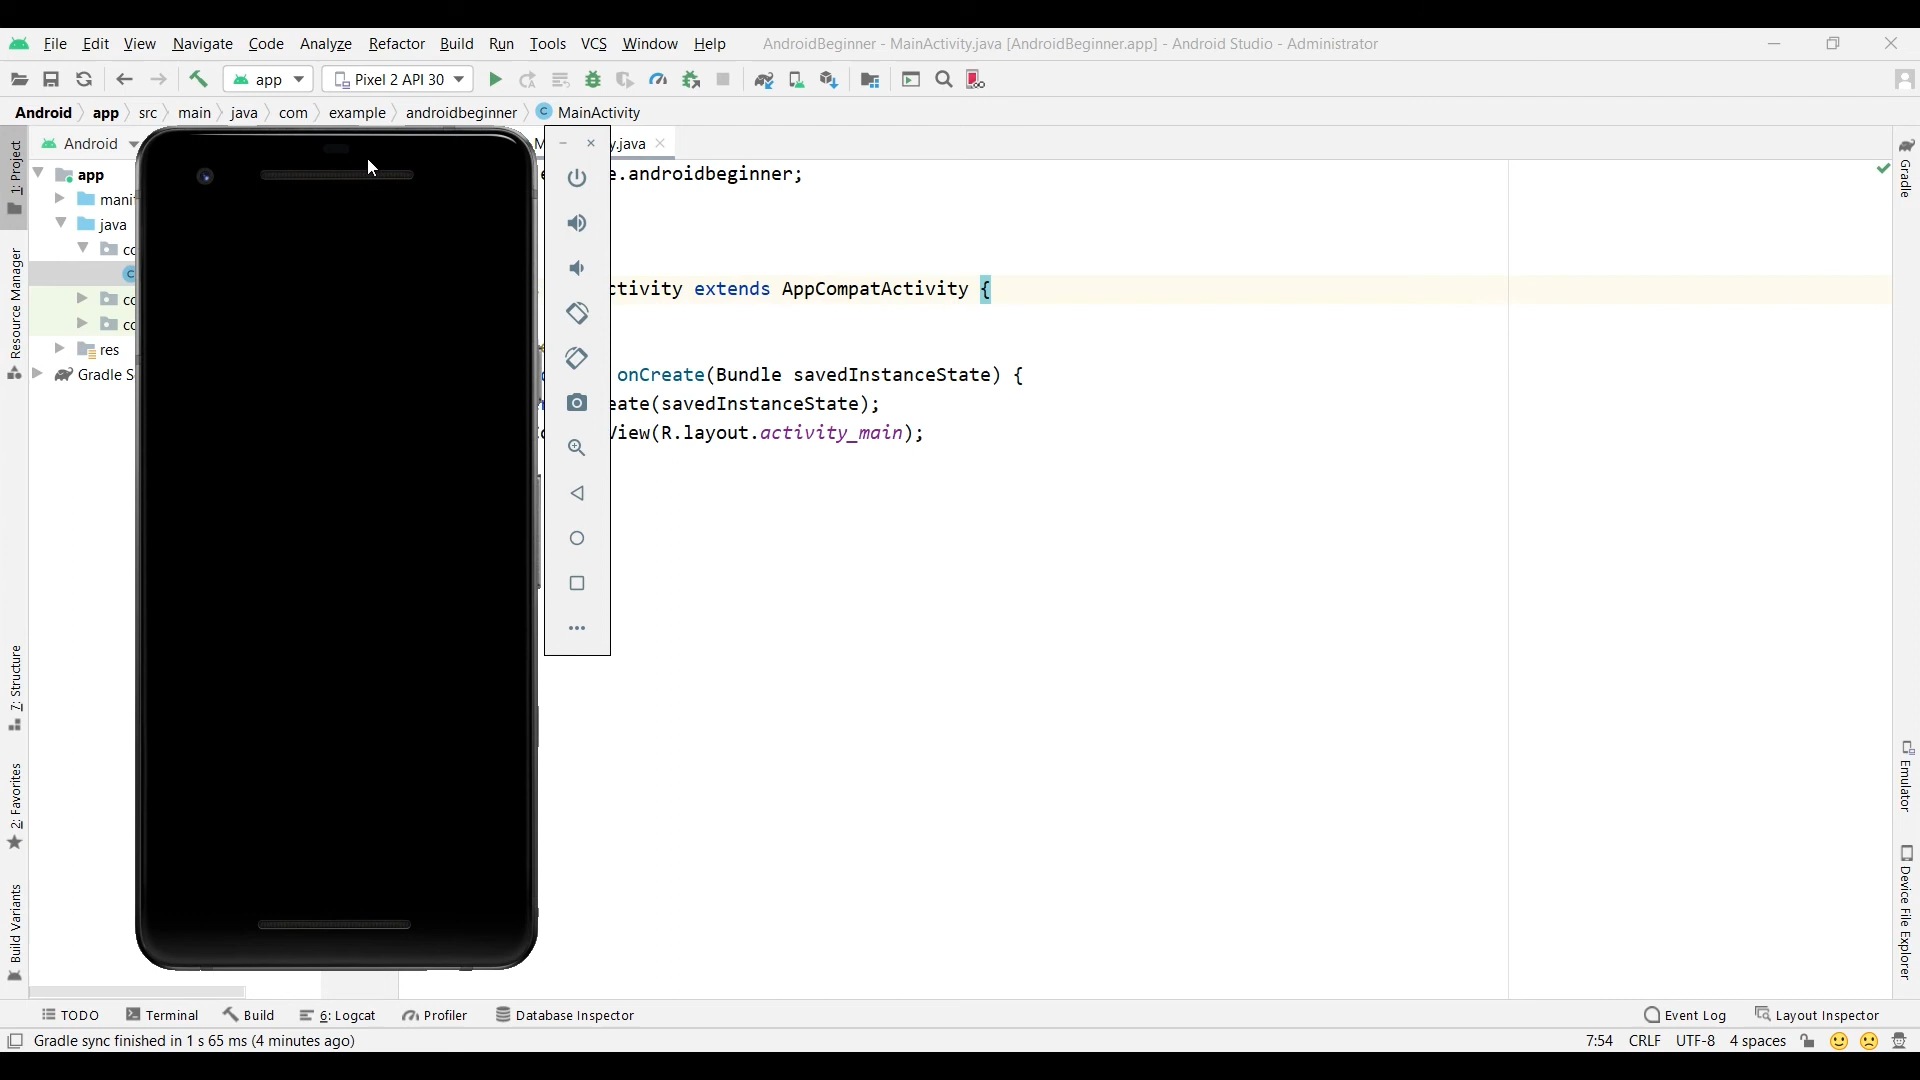 File Edit View Navigate Code Analyze Refactor Build Run Tools VCS Window Help AndroidBeginner - MainActivity.java [AndroidBeginner.app] - Android Studio - Administrator
app Pixel 2 API 30
Android app src main java com example androidbeginner MainActivity
Android
y.java
1: Project
Resource Manager
7: Structure
2: Favorites
Build Variants
app
mani
java
co
co
co
res
Gradle S
e.androidbeginner;
ctivity extends AppCompatActivity {
onCreate(Bundle savedInstanceState) {
eate(savedInstanceState);
View(R.layout.activity_main);
Gradle
Emulator
Device File Explorer
TODO Terminal Build 6: Logcat Profiler Database Inspector Event Log Layout Inspector
Gradle sync finished in 1 s 65 ms (4 minutes ago) 7:54 CRLF UTF-8 4 spaces